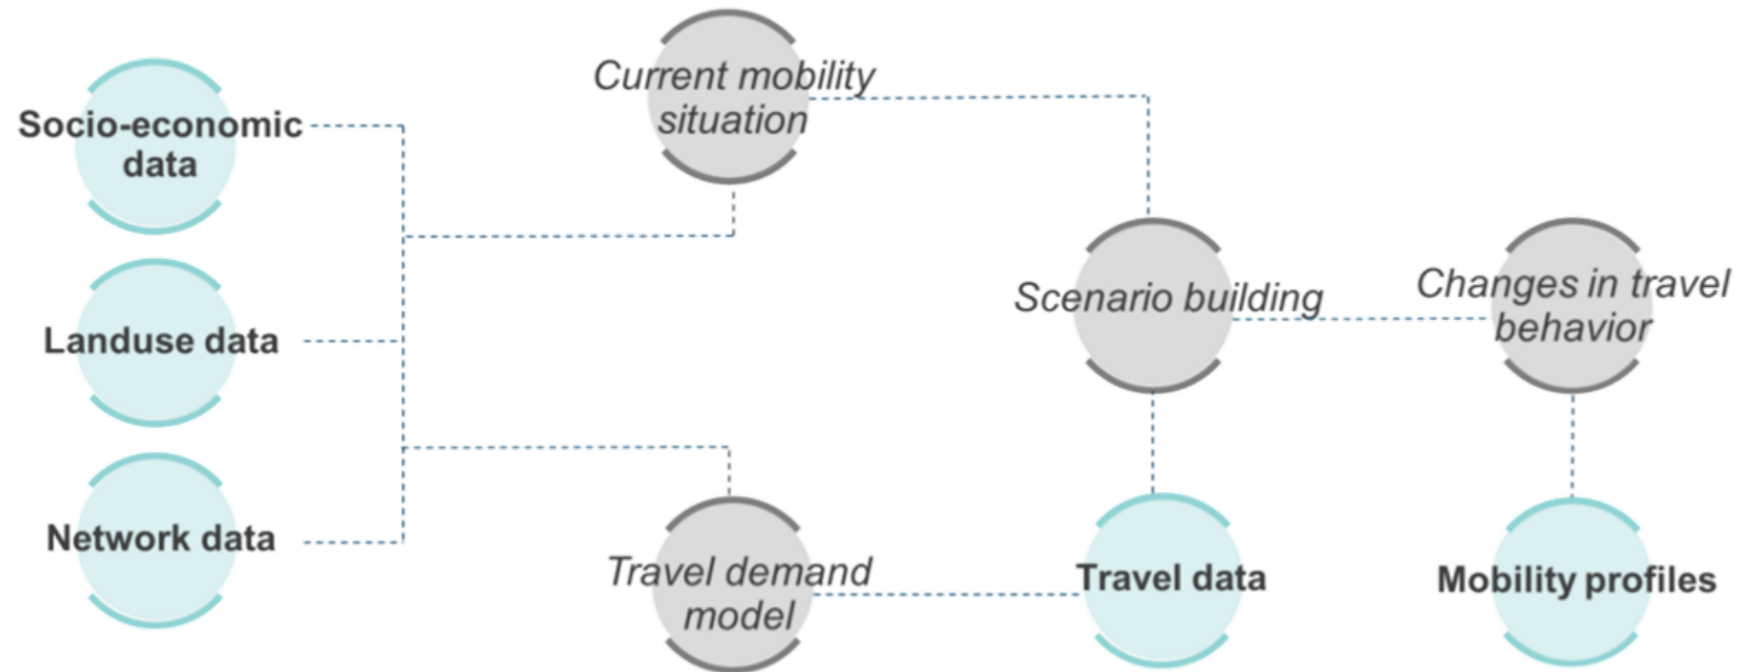 Socio-economic
data
Landuse data
Network data
Current mobility
situation
Travel demand
model
Scenario building
Travel data
Changes in travel
behavior
Mobility profiles